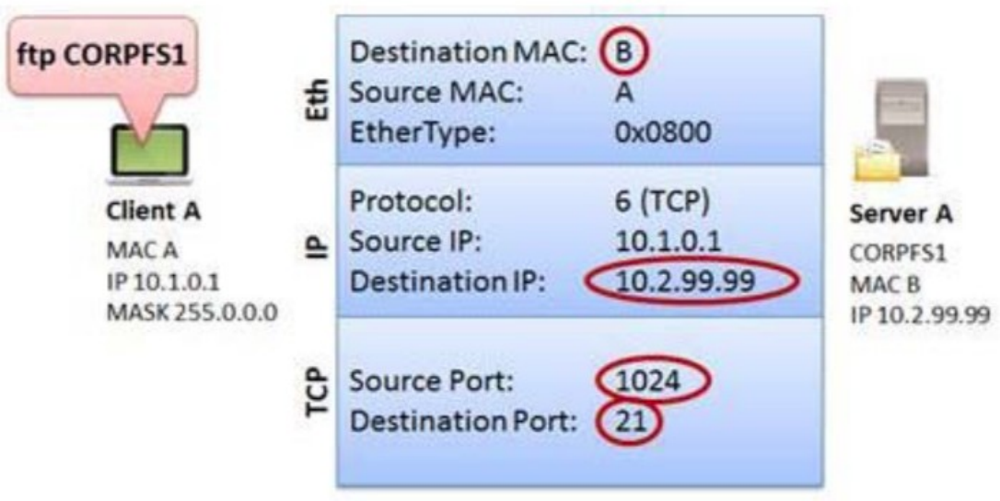 ftp CORPFS1
Client A
MAC A
IP 10.1.0.1
MASK 255.0.0.0
Eth
Destination MAC: B
Source MAC: A
EtherType: 0x0800
IP
Protocol: 6 (TCP)
Source IP: 10.1.0.1
Destination IP: 10.2.99.99
TCP
Source Port: 1024
Destination Port: 21
Server A
CORPFS1
MAC B
IP 10.2.99.99